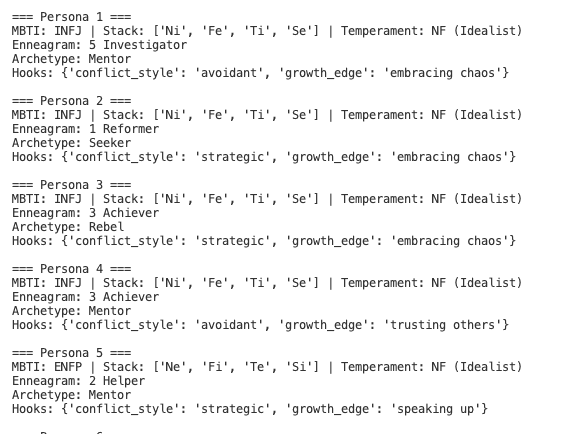 === Persona 1 ===
MBTI: INFJ | Stack: ['Ni', 'Fe', 'Ti', 'Se'] | Temperament: NF (Idealist)
Enneagram: 5 Investigator
Archetype: Mentor
Hooks: {'conflict_style': 'avoidant', 'growth_edge': 'embracing chaos'}

=== Persona 2 ===
MBTI: INFJ | Stack: ['Ni', 'Fe', 'Ti', 'Se'] | Temperament: NF (Idealist)
Enneagram: 1 Reformer
Archetype: Seeker
Hooks: {'conflict_style': 'strategic', 'growth_edge': 'embracing chaos'}

=== Persona 3 ===
MBTI: INFJ | Stack: ['Ni', 'Fe', 'Ti', 'Se'] | Temperament: NF (Idealist)
Enneagram: 3 Achiever
Archetype: Rebel
Hooks: {'conflict_style': 'strategic', 'growth_edge': 'embracing chaos'}

=== Persona 4 ===
MBTI: INFJ | Stack: ['Ni', 'Fe', 'Ti', 'Se'] | Temperament: NF (Idealist)
Enneagram: 3 Achiever
Archetype: Mentor
Hooks: {'conflict_style': 'avoidant', 'growth_edge': 'trusting others'}

=== Persona 5 ===
MBTI: ENFP | Stack: ['Ne', 'Fi', 'Te', 'Si'] | Temperament: NF (Idealist)
Enneagram: 2 Helper
Archetype: Mentor
Hooks: {'conflict_style': 'strategic', 'growth_edge': 'speaking up'}